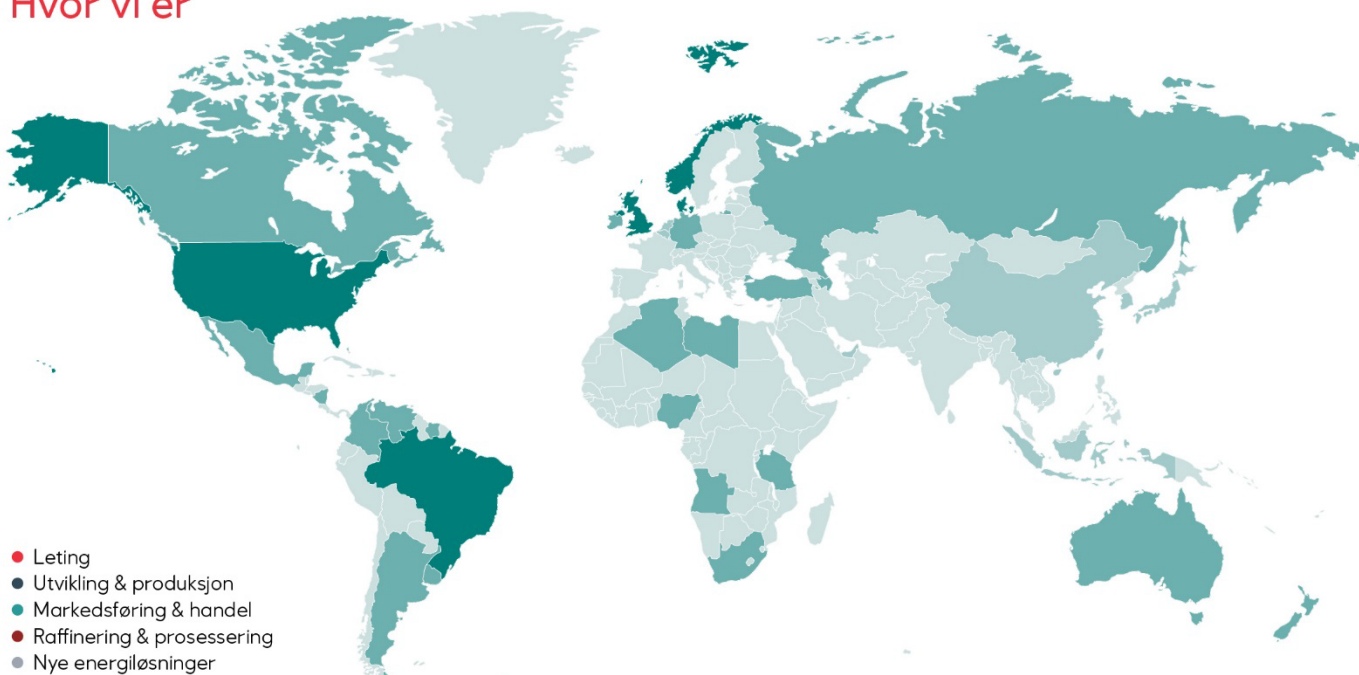 Hvor vi er
Leting
Utvikling & produksjon
Markedsføring & handel
Raffinering & prosessering
Nye energiløsninger